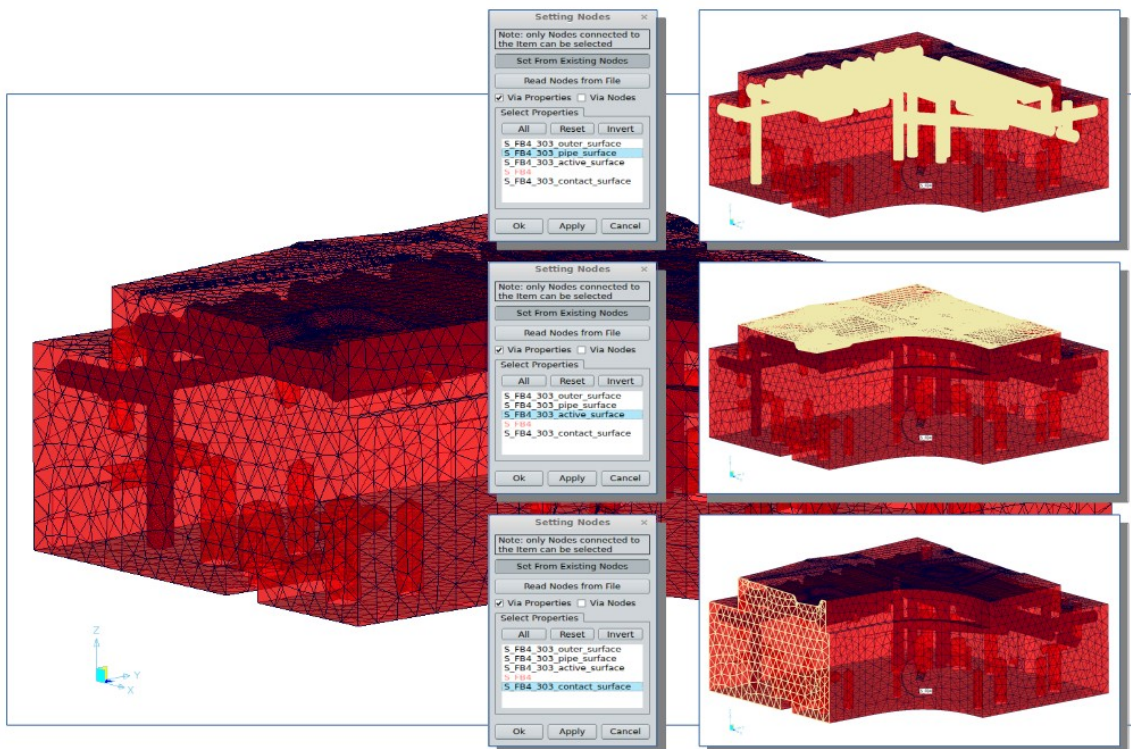 Setting Nodes ×
Note: only Nodes connected to
the Item can be selected
Set From Existing Nodes
Read Nodes from File
Via Properties Via Nodes
Select Properties
All Reset Invert
S_FB4_303_outer_surface
S_FB4_303_pipe_surface
S_FB4_303_active_surface
S_FB4
S_FB4_303_contact_surface
Ok Apply Cancel
Setting Nodes ×
Note: only Nodes connected to
the Item can be selected
Set From Existing Nodes
Read Nodes from File
Via Properties Via Nodes
Select Properties
All Reset Invert
S_FB4_303_outer_surface
S_FB4_303_pipe_surface
S_FB4_303_active_surface
S_FB4
S_FB4_303_contact_surface
Ok Apply Cancel
Setting Nodes ×
Note: only Nodes connected to
the Item can be selected
Set From Existing Nodes
Read Nodes from File
Via Properties Via Nodes
Select Properties
All Reset Invert
S_FB4_303_outer_surface
S_FB4_303_pipe_surface
S_FB4_303_active_surface
S_FB4
S_FB4_303_contact_surface
Ok Apply Cancel
Z
Y
X